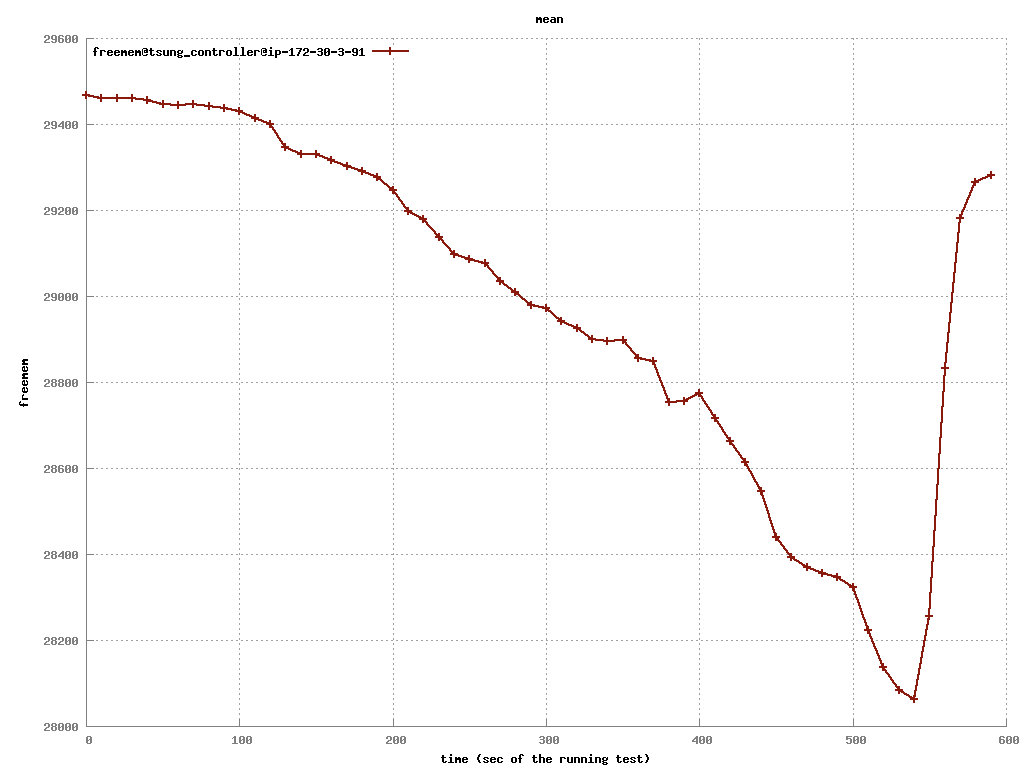 mean
freemem@tsung_controller@ip-172-30-3-91
29600
29400
29200
29000
28800
28600
28400
28200
28000
freemem
0 100 200 300 400 500 600
time (sec of the running test)